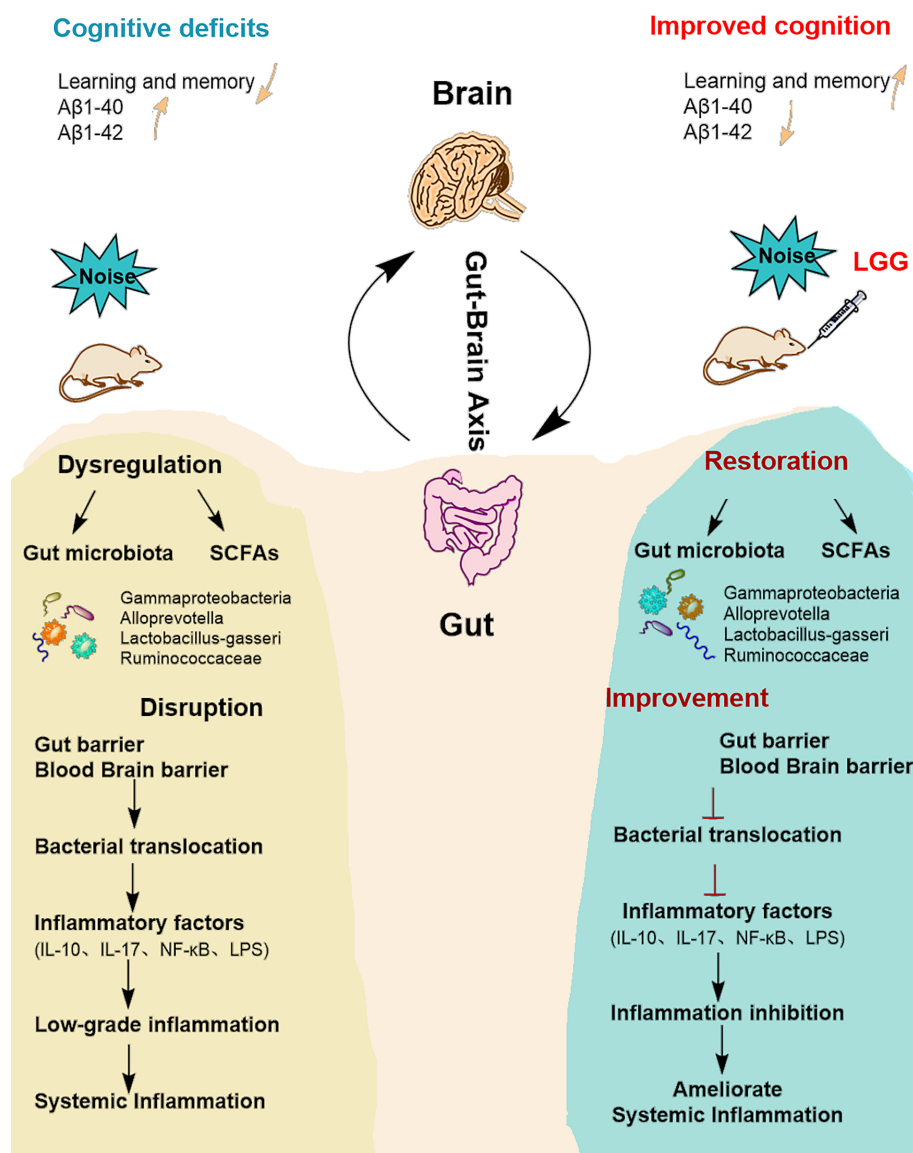 Cognitive deficits
Learning and memory
Aβ1-40
Aβ1-42
Noise
Brain
Gut-Brain Axis
Gut
Improved cognition
Learning and memory
Aβ1-40
Aβ1-42
Noise
LGG
Dysregulation
Gut microbiota
SCFAs
Gammaproteobacteria
Alloprevotella
Lactobacillus-gasseri
Ruminococcaceae
Disruption
Gut barrier
Blood Brain barrier
Bacterial translocation
Inflammatory factors
(IL-10、IL-17、NF-κB、LPS)
Low-grade inflammation
Systemic Inflammation
Restoration
Gut microbiota
SCFAs
Gammaproteobacteria
Alloprevotella
Lactobacillus-gasseri
Ruminococcaceae
Improvement
Gut barrier
Blood Brain barrier
Bacterial translocation
Inflammatory factors
(IL-10、IL-17、NF-κB、LPS)
Inflammation inhibition
Ameliorate
Systemic Inflammation